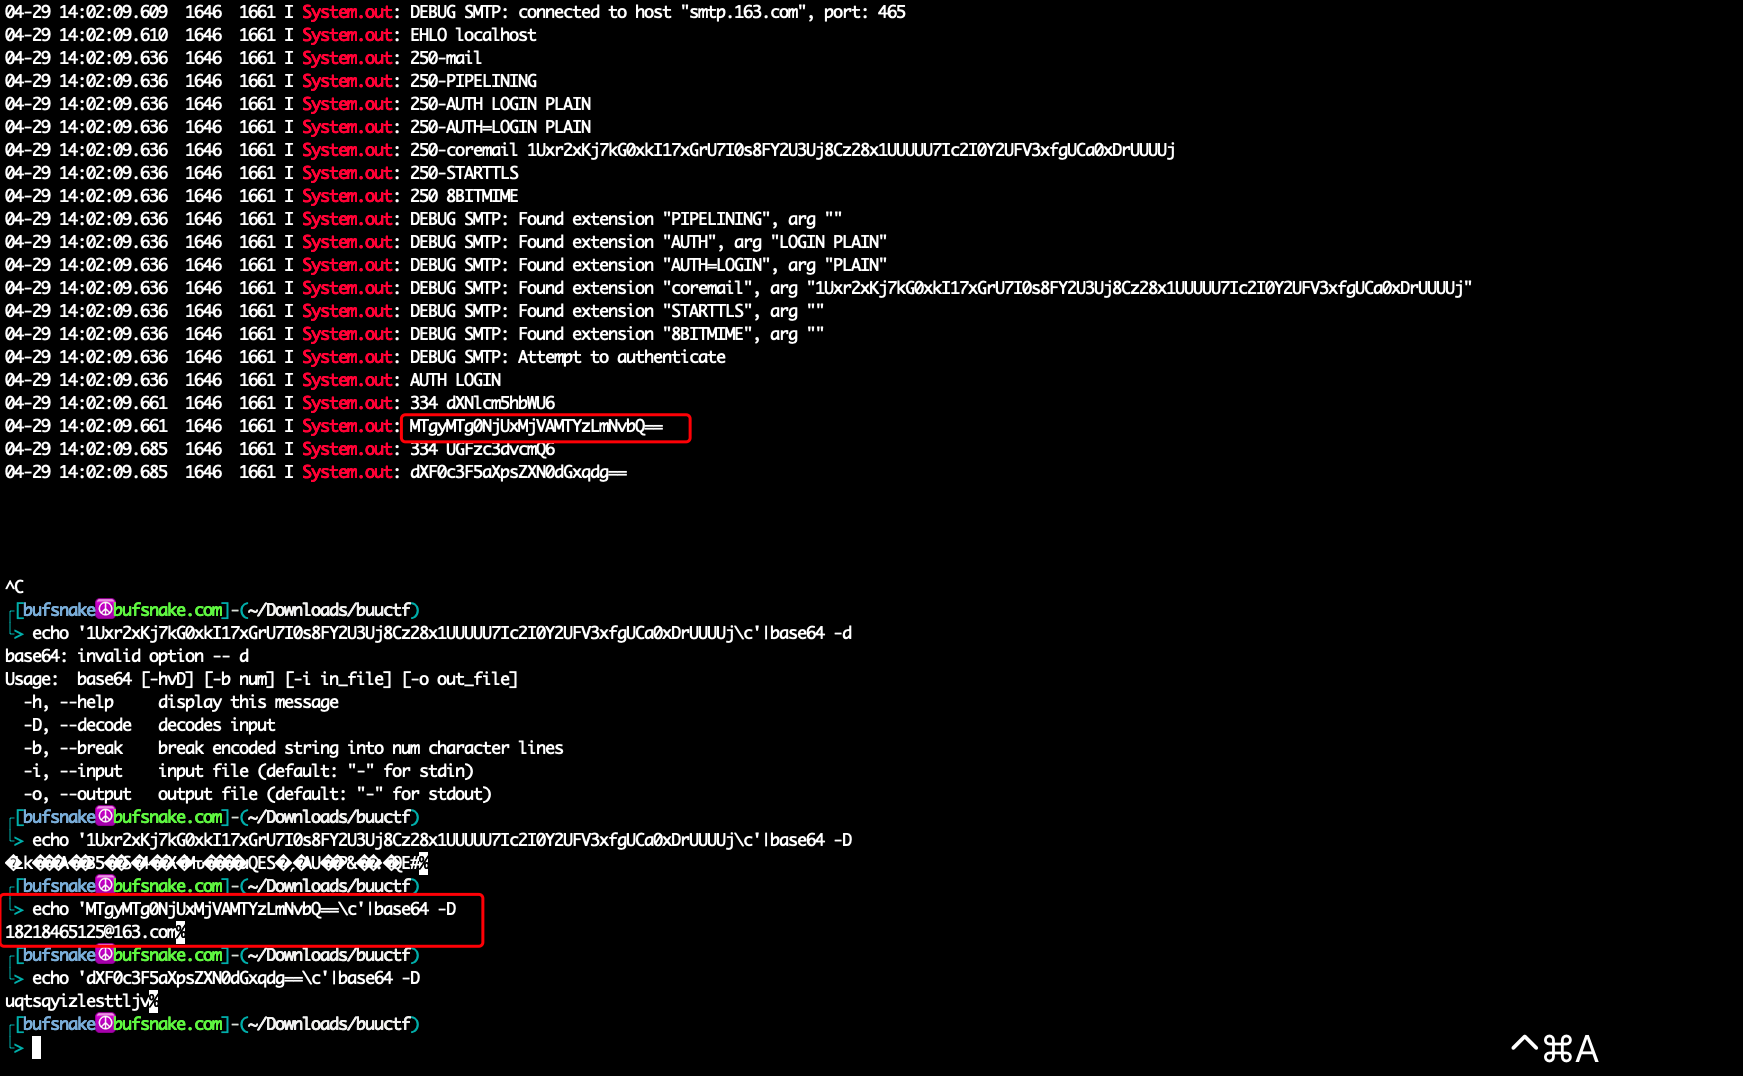 04-29 14:02:09.609  1646  1661 I System.out: DEBUG SMTP: connected to host "smtp.163.com", port: 465
04-29 14:02:09.610  1646  1661 I System.out: EHLO localhost
04-29 14:02:09.636  1646  1661 I System.out: 250-mail
04-29 14:02:09.636  1646  1661 I System.out: 250-PIPELINING
04-29 14:02:09.636  1646  1661 I System.out: 250-AUTH LOGIN PLAIN
04-29 14:02:09.636  1646  1661 I System.out: 250-AUTH=LOGIN PLAIN
04-29 14:02:09.636  1646  1661 I System.out: 250-coremail 1Uxr2xKj7kG0xkI17xGrU7I0s8FY2U3Uj8Cz28x1UUUUU7Ic2I0Y2UFV3xfgUCa0xDrUUUUj
04-29 14:02:09.636  1646  1661 I System.out: 250-STARTTLS
04-29 14:02:09.636  1646  1661 I System.out: 250 8BITMIME
04-29 14:02:09.636  1646  1661 I System.out: DEBUG SMTP: Found extension "PIPELINING", arg ""
04-29 14:02:09.636  1646  1661 I System.out: DEBUG SMTP: Found extension "AUTH", arg "LOGIN PLAIN"
04-29 14:02:09.636  1646  1661 I System.out: DEBUG SMTP: Found extension "AUTH=LOGIN", arg "PLAIN"
04-29 14:02:09.636  1646  1661 I System.out: DEBUG SMTP: Found extension "coremail", arg "1Uxr2xKj7kG0xkI17xGrU7I0s8FY2U3Uj8Cz28x1UUUUU7Ic2I0Y2UFV3xfgUCa0xDrUUUUj"
04-29 14:02:09.636  1646  1661 I System.out: DEBUG SMTP: Found extension "STARTTLS", arg ""
04-29 14:02:09.636  1646  1661 I System.out: DEBUG SMTP: Found extension "8BITMIME", arg ""
04-29 14:02:09.636  1646  1661 I System.out: DEBUG SMTP: Attempt to authenticate
04-29 14:02:09.636  1646  1661 I System.out: AUTH LOGIN
04-29 14:02:09.661  1646  1661 I System.out: 334 dXNlcm5hbWU6
04-29 14:02:09.661  1646  1661 I System.out: MTgyMTg0NjUxMjVAMTYzLmNvbQ==
04-29 14:02:09.685  1646  1661 I System.out: 334 UGFzc3dvcmQ6
04-29 14:02:09.685  1646  1661 I System.out: dXF0c3F5aXpsZXN0dGxqdg==
^C
[bufsnake☮bufsnake.com]-(~/Downloads/buuctf)
> echo '1Uxr2xKj7kG0xkI17xGrU7I0s8FY2U3Uj8Cz28x1UUUUU7Ic2I0Y2UFV3xfgUCa0xDrUUUUj\c'|base64 -d
base64: invalid option -- d
Usage:  base64 [-hvD] [-b num] [-i in_file] [-o out_file]
  -h, --help     display this message
  -D, --decode   decodes input
  -b, --break    break encoded string into num character lines
  -i, --input    input file (default: "-" for stdin)
  -o, --output   output file (default: "-" for stdout)
[bufsnake☮bufsnake.com]-(~/Downloads/buuctf)
> echo '1Uxr2xKj7kG0xkI17xGrU7I0s8FY2U3Uj8Cz28x1UUUUU7Ic2I0Y2UFV3xfgUCa0xDrUUUUj\c'|base64 -D
[bufsnake☮bufsnake.com]-(~/Downloads/buuctf)
> echo 'MTgyMTg0NjUxMjVAMTYzLmNvbQ==\c'|base64 -D
18218465125@163.com%
[bufsnake☮bufsnake.com]-(~/Downloads/buuctf)
> echo 'dXF0c3F5aXpsZXN0dGxqdg==\c'|base64 -D
uqtsqyizlesttljv%
[bufsnake☮bufsnake.com]-(~/Downloads/buuctf)
>
^⌘A